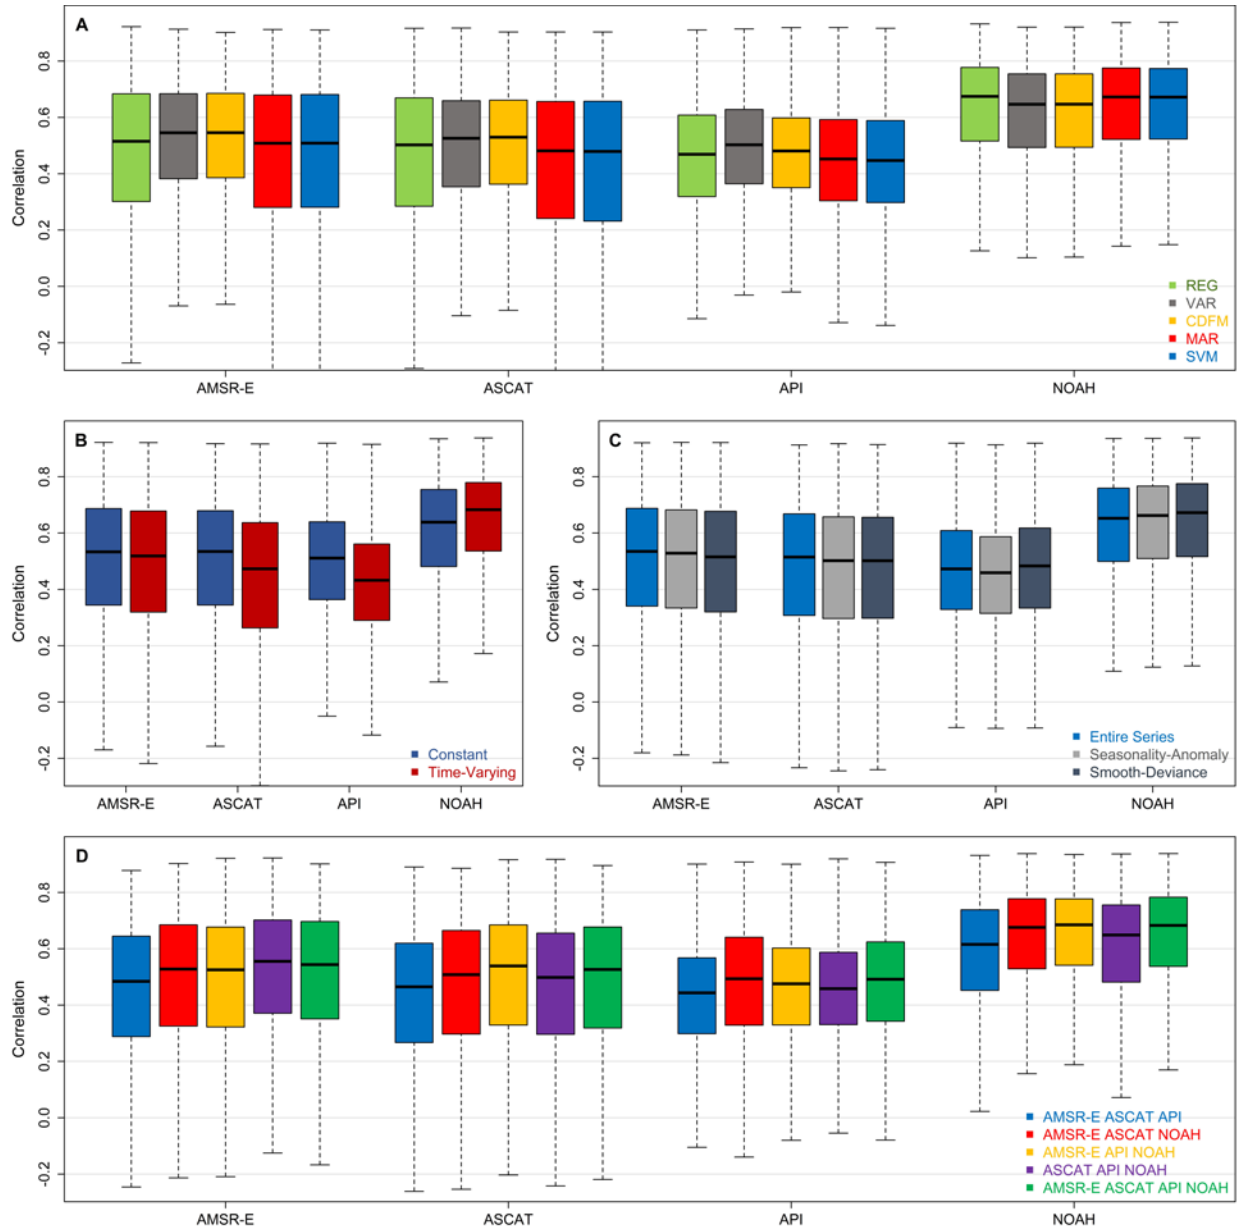 A
0.8
0.6
0.4
0.2
0.0
-0.2
Correlation
REG
VAR
CDFM
MAR
SVM
AMSR-E ASCAT API NOAH
B
0.8
0.6
0.4
0.2
0.0
-0.2
Correlation
Constant
Time-Varying
AMSR-E ASCAT API NOAH
C
0.8
0.6
0.4
0.2
0.0
-0.2
Correlation
Entire Series
Seasonality-Anomaly
Smooth-Deviance
AMSR-E ASCAT API NOAH
D
0.8
0.6
0.4
0.2
0.0
-0.2
Correlation
AMSR-E ASCAT API
AMSR-E ASCAT NOAH
AMSR-E API NOAH
ASCAT API NOAH
AMSR-E ASCAT API NOAH
AMSR-E ASCAT API NOAH